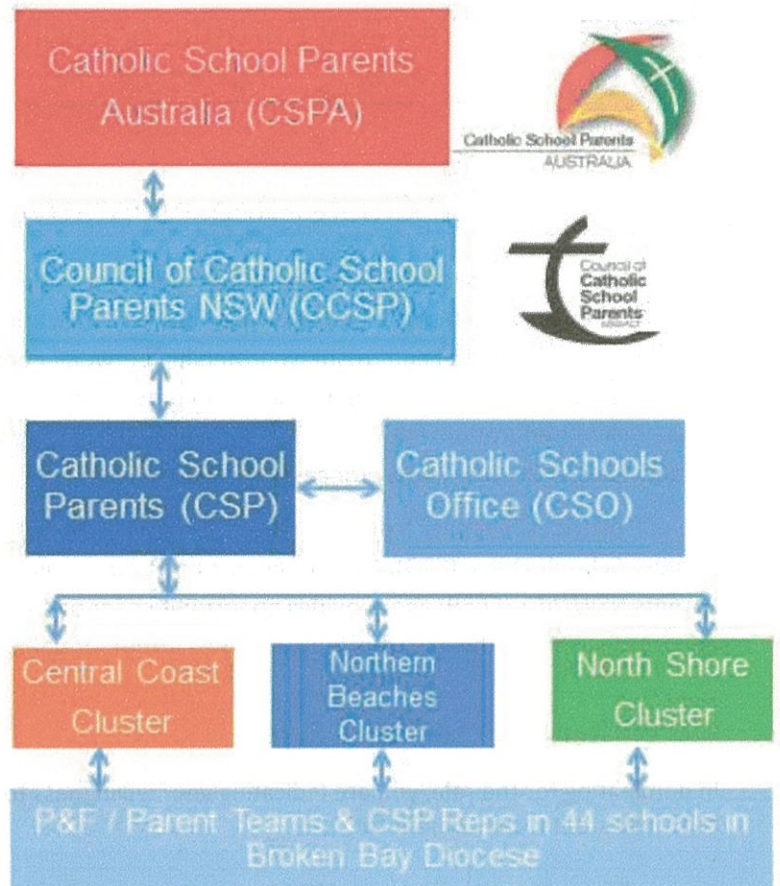 Catholic School Parents
Australia (CSPA)
Catholic School Parents
AUSTRALIA
Council of Catholic School
Parents NSW (CCSP)
Council of
Catholic
School
Parents
Catholic School
Parents (CSP)
Catholic Schools
Office (CSO)
Central Coast
Cluster
Northern
Beaches
Cluster
North Shore
Cluster
P&F / Parent Teams & CSP Reps in 44 schools in
Broken Bay Diocese